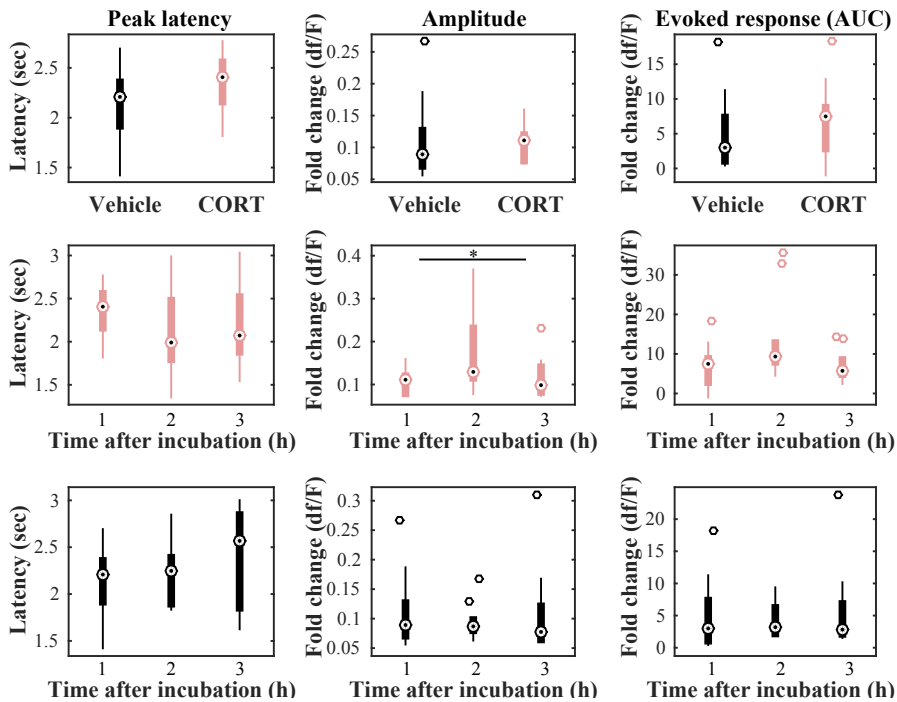 Peak latency
Amplitude
Evoked response (AUC)
Latency (sec)
2.5
2
1.5
Vehicle
CORT
Fold change (df/F)
0.25
0.2
0.15
0.1
0.05
Vehicle
CORT
Fold change (df/F)
15
10
5
0
Vehicle
CORT
Latency (sec)
3
2.5
2
1.5
1
2
3
Time after incubation (h)
Fold change (df/F)
0.4
0.3
0.2
0.1
*
1
2
3
Time after incubation (h)
Fold change (df/F)
30
20
10
0
1
2
3
Time after incubation (h)
Latency (sec)
3
2.5
2
1.5
1
2
3
Time after incubation (h)
Fold change (df/F)
0.3
0.25
0.2
0.15
0.1
0.05
1
2
3
Time after incubation (h)
Fold change (df/F)
20
15
10
5
0
1
2
3
Time after incubation (h)